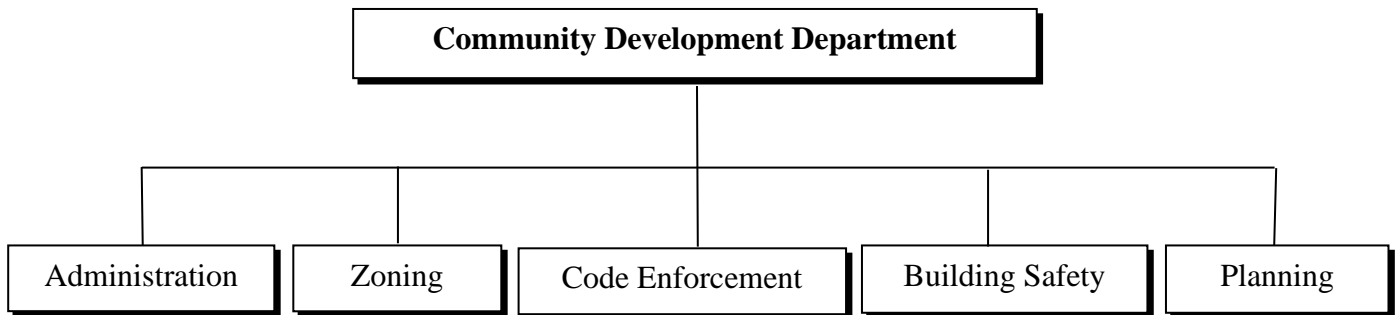 Community Development Department
Administration
Zoning
Code Enforcement
Building Safety
Planning